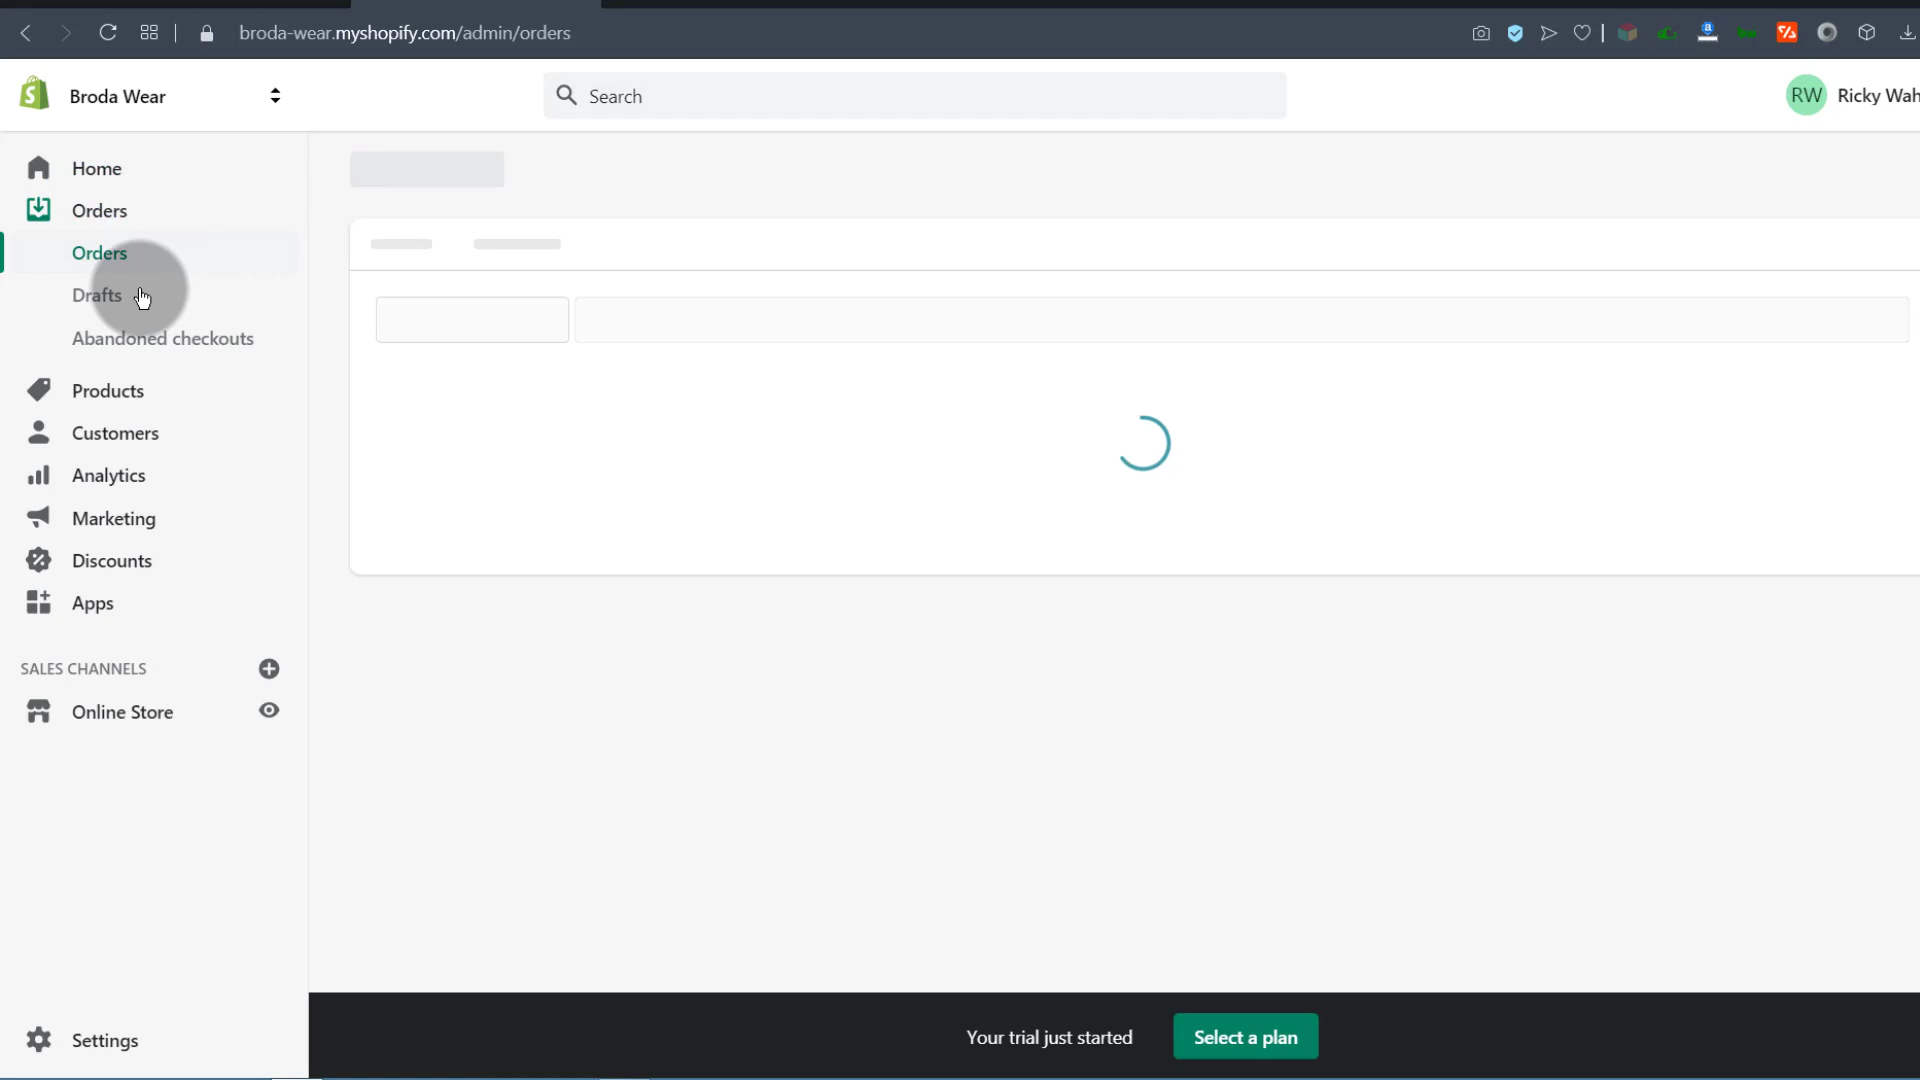 broda-wear.myshopify.com/admin/orders
Broda Wear
Search
RW
Ricky Wah
Home
Orders
Orders
Drafts
Abandoned checkouts
Products
Customers
Analytics
Marketing
Discounts
Apps
SALES CHANNELS
Online Store
Settings
Your trial just started
Select a plan